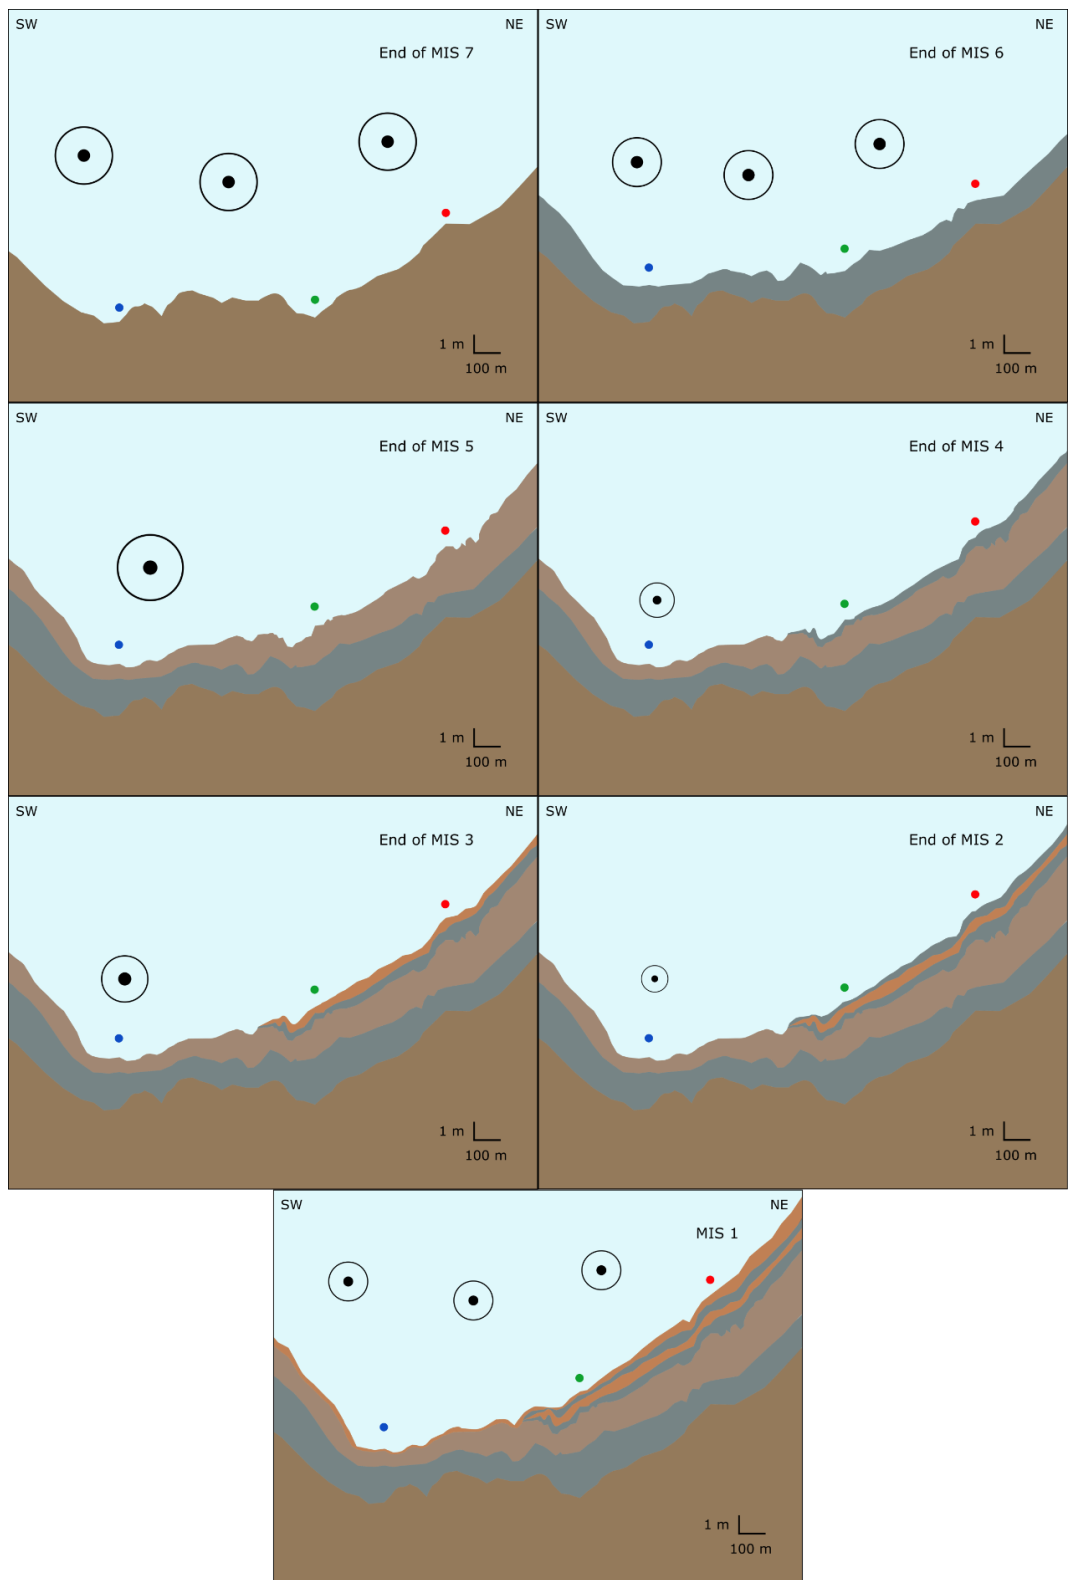 SW NE
End of MIS 7
1 m
100 m
SW NE
End of MIS 6
1 m
100 m
SW NE
End of MIS 5
1 m
100 m
SW NE
End of MIS 4
1 m
100 m
SW NE
End of MIS 3
1 m
100 m
SW NE
End of MIS 2
1 m
100 m
SW NE
MIS 1
1 m
100 m